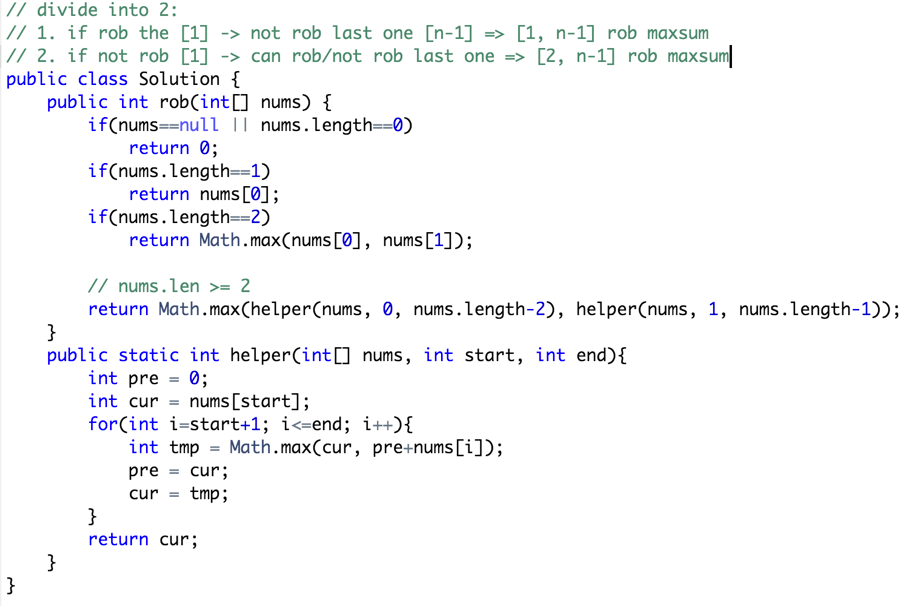 // divide into 2:
// 1. if rob the [1] -> not rob last one [n-1] => [1, n-1] rob maxsum
// 2. if not rob [1] -> can rob/not rob last one => [2, n-1] rob maxsum
public class Solution {
    public int rob(int[] nums) {
        if(nums==null || nums.length==0)
            return 0;
        if(nums.length==1)
            return nums[0];
        if(nums.length==2)
            return Math.max(nums[0], nums[1]);

        // nums.len >= 2
        return Math.max(helper(nums, 0, nums.length-2), helper(nums, 1, nums.length-1));
    }
    public static int helper(int[] nums, int start, int end){
        int pre = 0;
        int cur = nums[start];
        for(int i=start+1; i<=end; i++){
            int tmp = Math.max(cur, pre+nums[i]);
            pre = cur;
            cur = tmp;
        }
        return cur;
    }
}